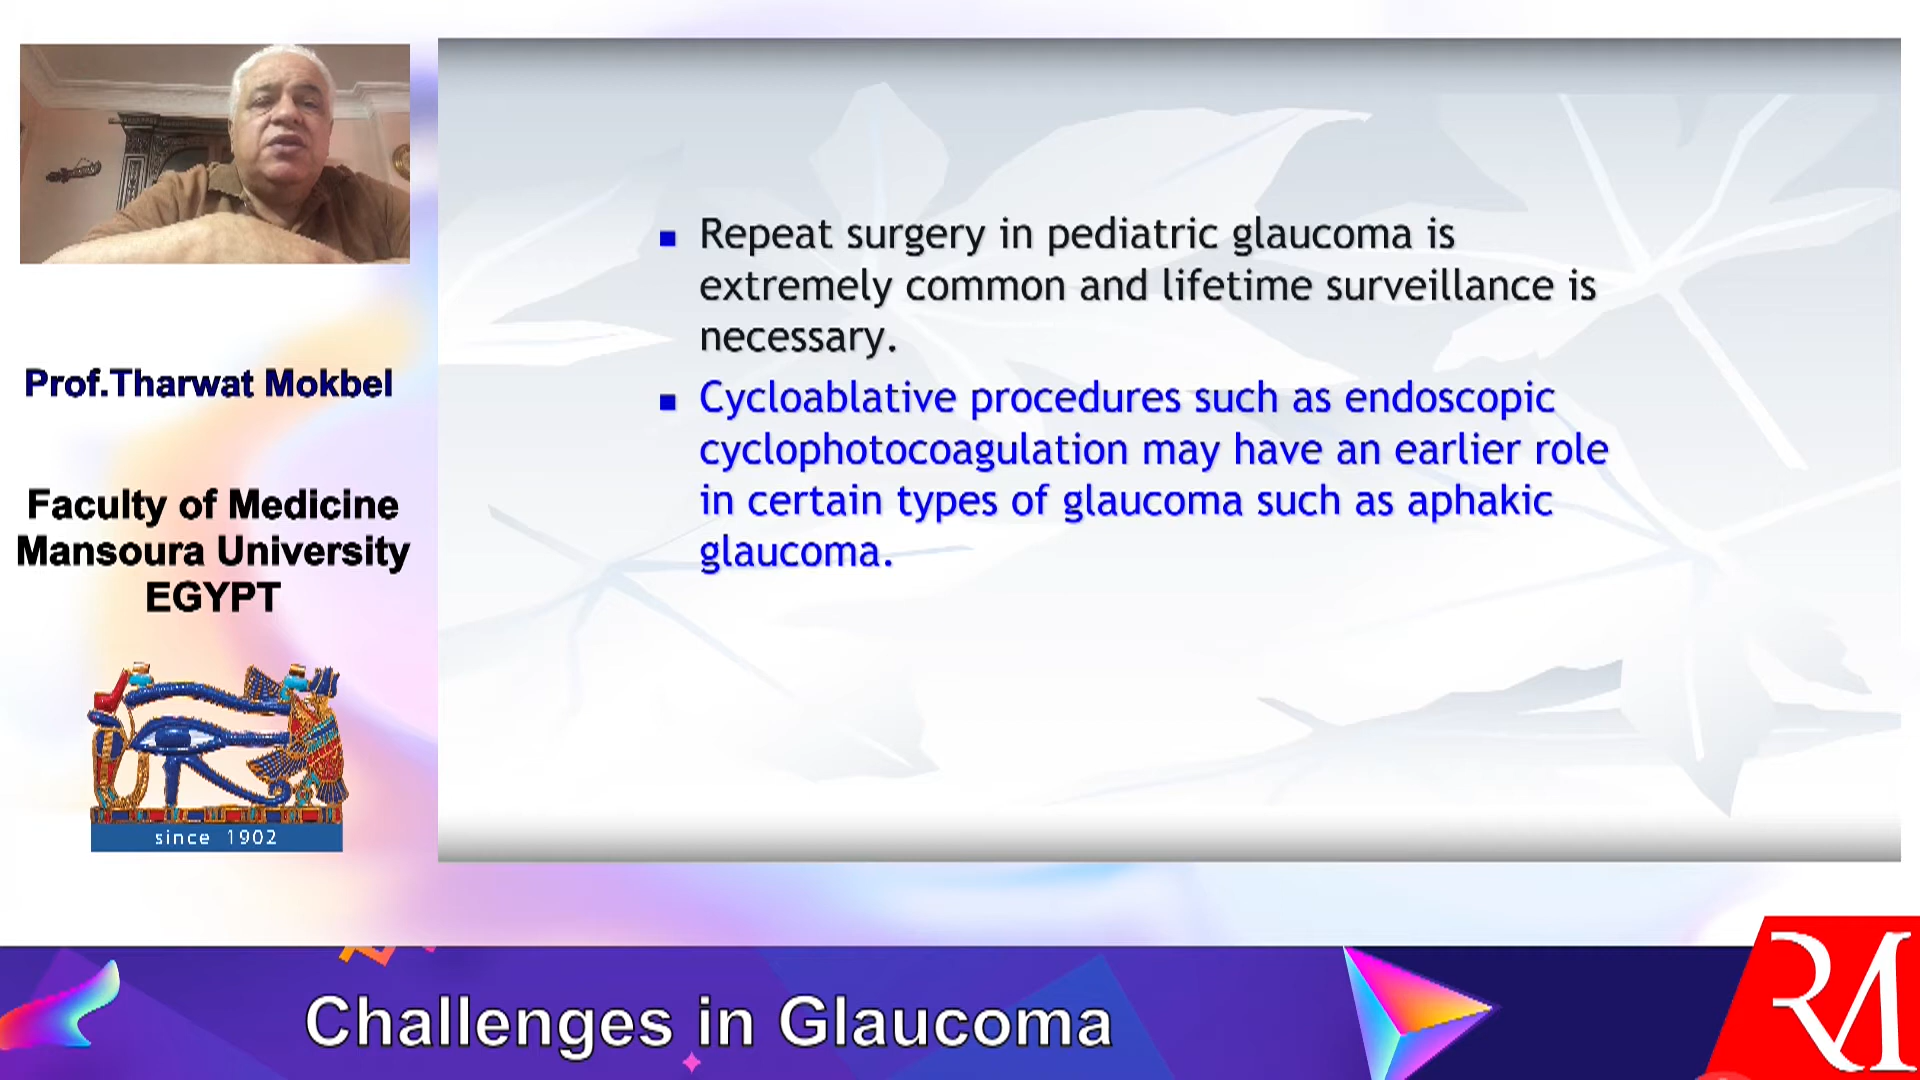 Prof.Tharwat Mokbel
Faculty of Medicine
Mansoura University
EGYPT
since 1902
Repeat surgery in pediatric glaucoma is
extremely common and lifetime surveillance is
necessary.
Cycloablative procedures such as endoscopic
cyclophotocoagulation may have an earlier role
in certain types of glaucoma such as aphakic
glaucoma.
Challenges in Glaucoma
RM